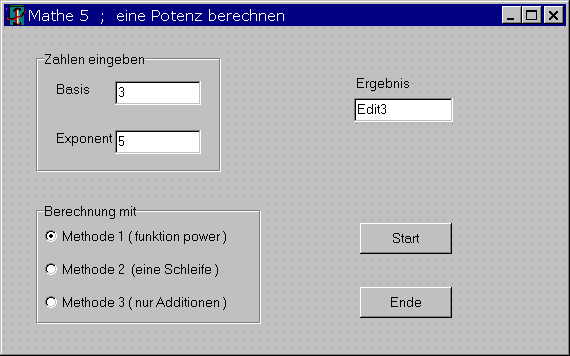 Mathe 5 ; eine Potenz berechnen
Zahlen eingeben
Basis 3
Exponent 5
Ergebnis
Edit3
Berechnung mit
Methode 1 ( funktion power )
Methode 2 (eine Schleife )
Methode 3 ( nur Additionen )
Start
Ende